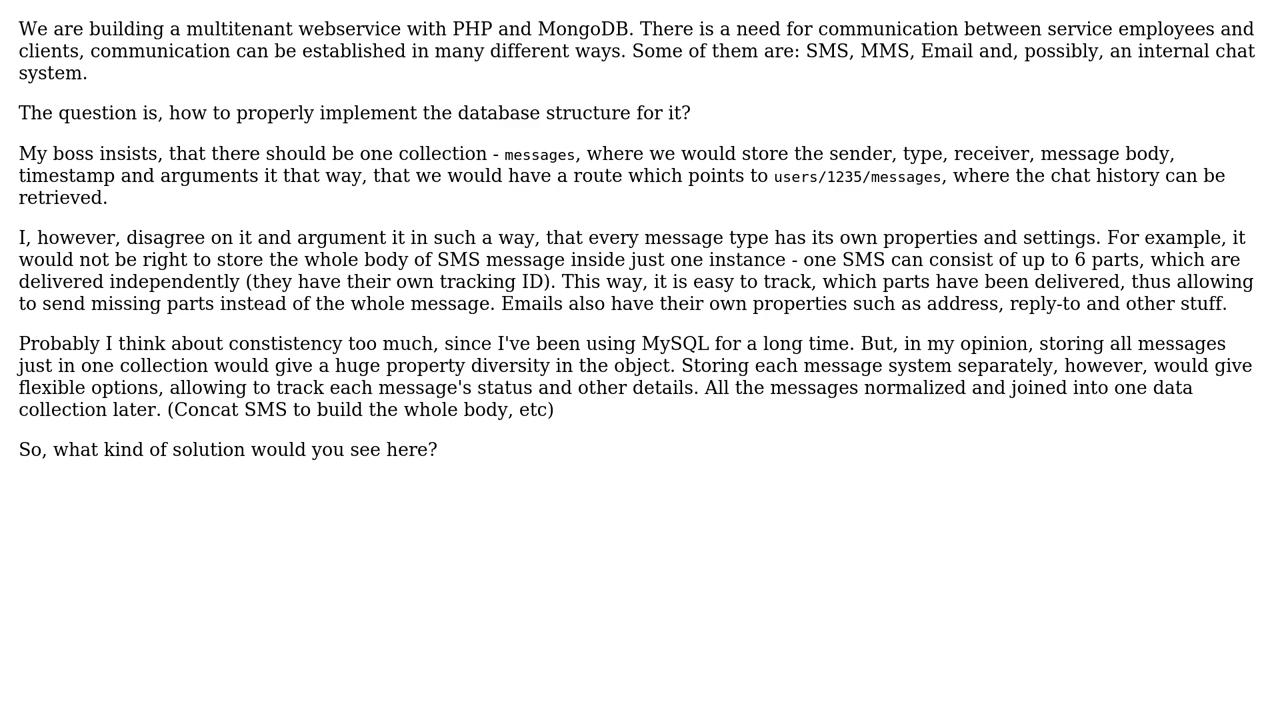 We are building a multitenant webservice with PHP and MongoDB. There is a need for communication between service employees and
clients, communication can be established in many different ways. Some of them are: SMS, MMS, Email and, possibly, an internal chat
system.
The question is, how to properly implement the database structure for it?
My boss insists, that there should be one collection - messages, where we would store the sender, type, receiver, message body,
timestamp and arguments it that way, that we would have a route which points to users/1235/messages, where the chat history can be
retrieved.
I, however, disagree on it and argument it in such a way, that every message type has its own properties and settings. For example, it
would not be right to store the whole body of SMS message inside just one instance - one SMS can consist of up to 6 parts, which are
delivered independently (they have their own tracking ID). This way, it is easy to track, which parts have been delivered, thus allowing
to send missing parts instead of the whole message. Emails also have their own properties such as address, reply-to and other stuff.
Probably I think about constistency too much, since I've been using MySQL for a long time. But, in my opinion, storing all messages
just in one collection would give a huge property diversity in the object. Storing each message system separately, however, would give
flexible options, allowing to track each message's status and other details. All the messages normalized and joined into one data
collection later. (Concat SMS to build the whole body, etc)
So, what kind of solution would you see here?